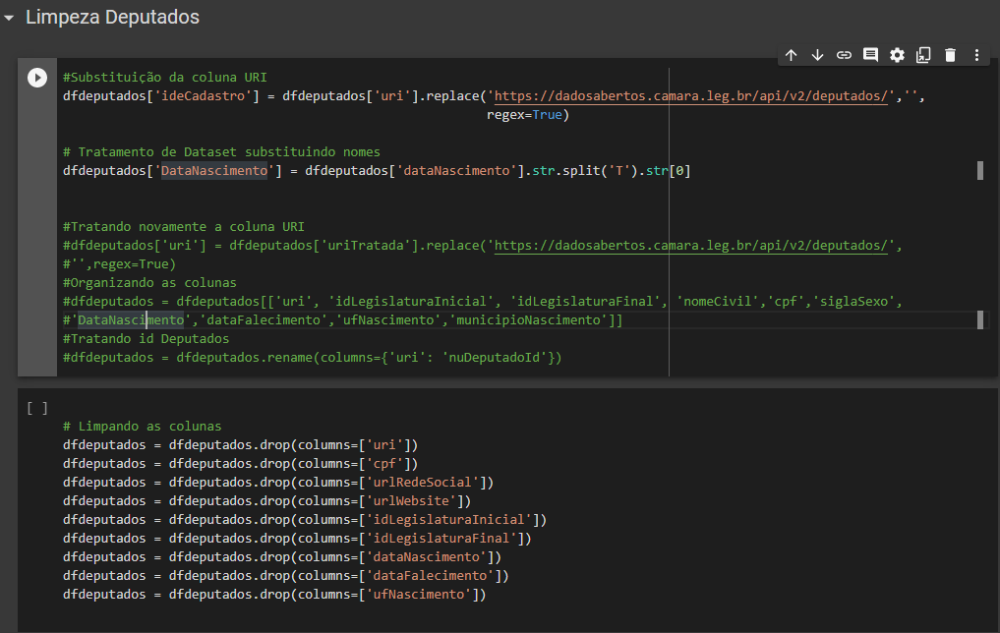 Limpeza Deputados
#Substituição da coluna URI
dfdeputados['ideCadastro'] = dfdeputados['uri'].replace('https://dadosabertos.camara.leg.br/api/v2/deputados/','',
regex=True)
# Tratamento de Dataset substituindo nomes
dfdeputados['DataNascimento'] = dfdeputados['dataNascimento'].str.split('T').str[0]
#Tratando novamente a coluna URI
#dfdeputados['uri'] = dfdeputados['uriTratada'].replace('https://dadosabertos.camara.leg.br/api/v2/deputados/',
#'',regex=True)
#Organizando as colunas
#dfdeputados = dfdeputados[['uri', 'idLegislaturaInicial', 'idLegislaturaFinal', 'nomeCivil','cpf','siglaSexo',
#'DataNascimento','dataFalecimento','ufNascimento','municipioNascimento']]
#Tratando id Deputados
#dfdeputados = dfdeputados.rename(columns={'uri': 'nuDeputadoId'})
[ ]
# Limpando as colunas
dfdeputados = dfdeputados.drop(columns=['uri'])
dfdeputados = dfdeputados.drop(columns=['cpf'])
dfdeputados = dfdeputados.drop(columns=['urlRedeSocial'])
dfdeputados = dfdeputados.drop(columns=['urlWebsite'])
dfdeputados = dfdeputados.drop(columns=['idLegislaturaInicial'])
dfdeputados = dfdeputados.drop(columns=['idLegislaturaFinal'])
dfdeputados = dfdeputados.drop(columns=['dataNascimento'])
dfdeputados = dfdeputados.drop(columns=['dataFalecimento'])
dfdeputados = dfdeputados.drop(columns=['ufNascimento'])